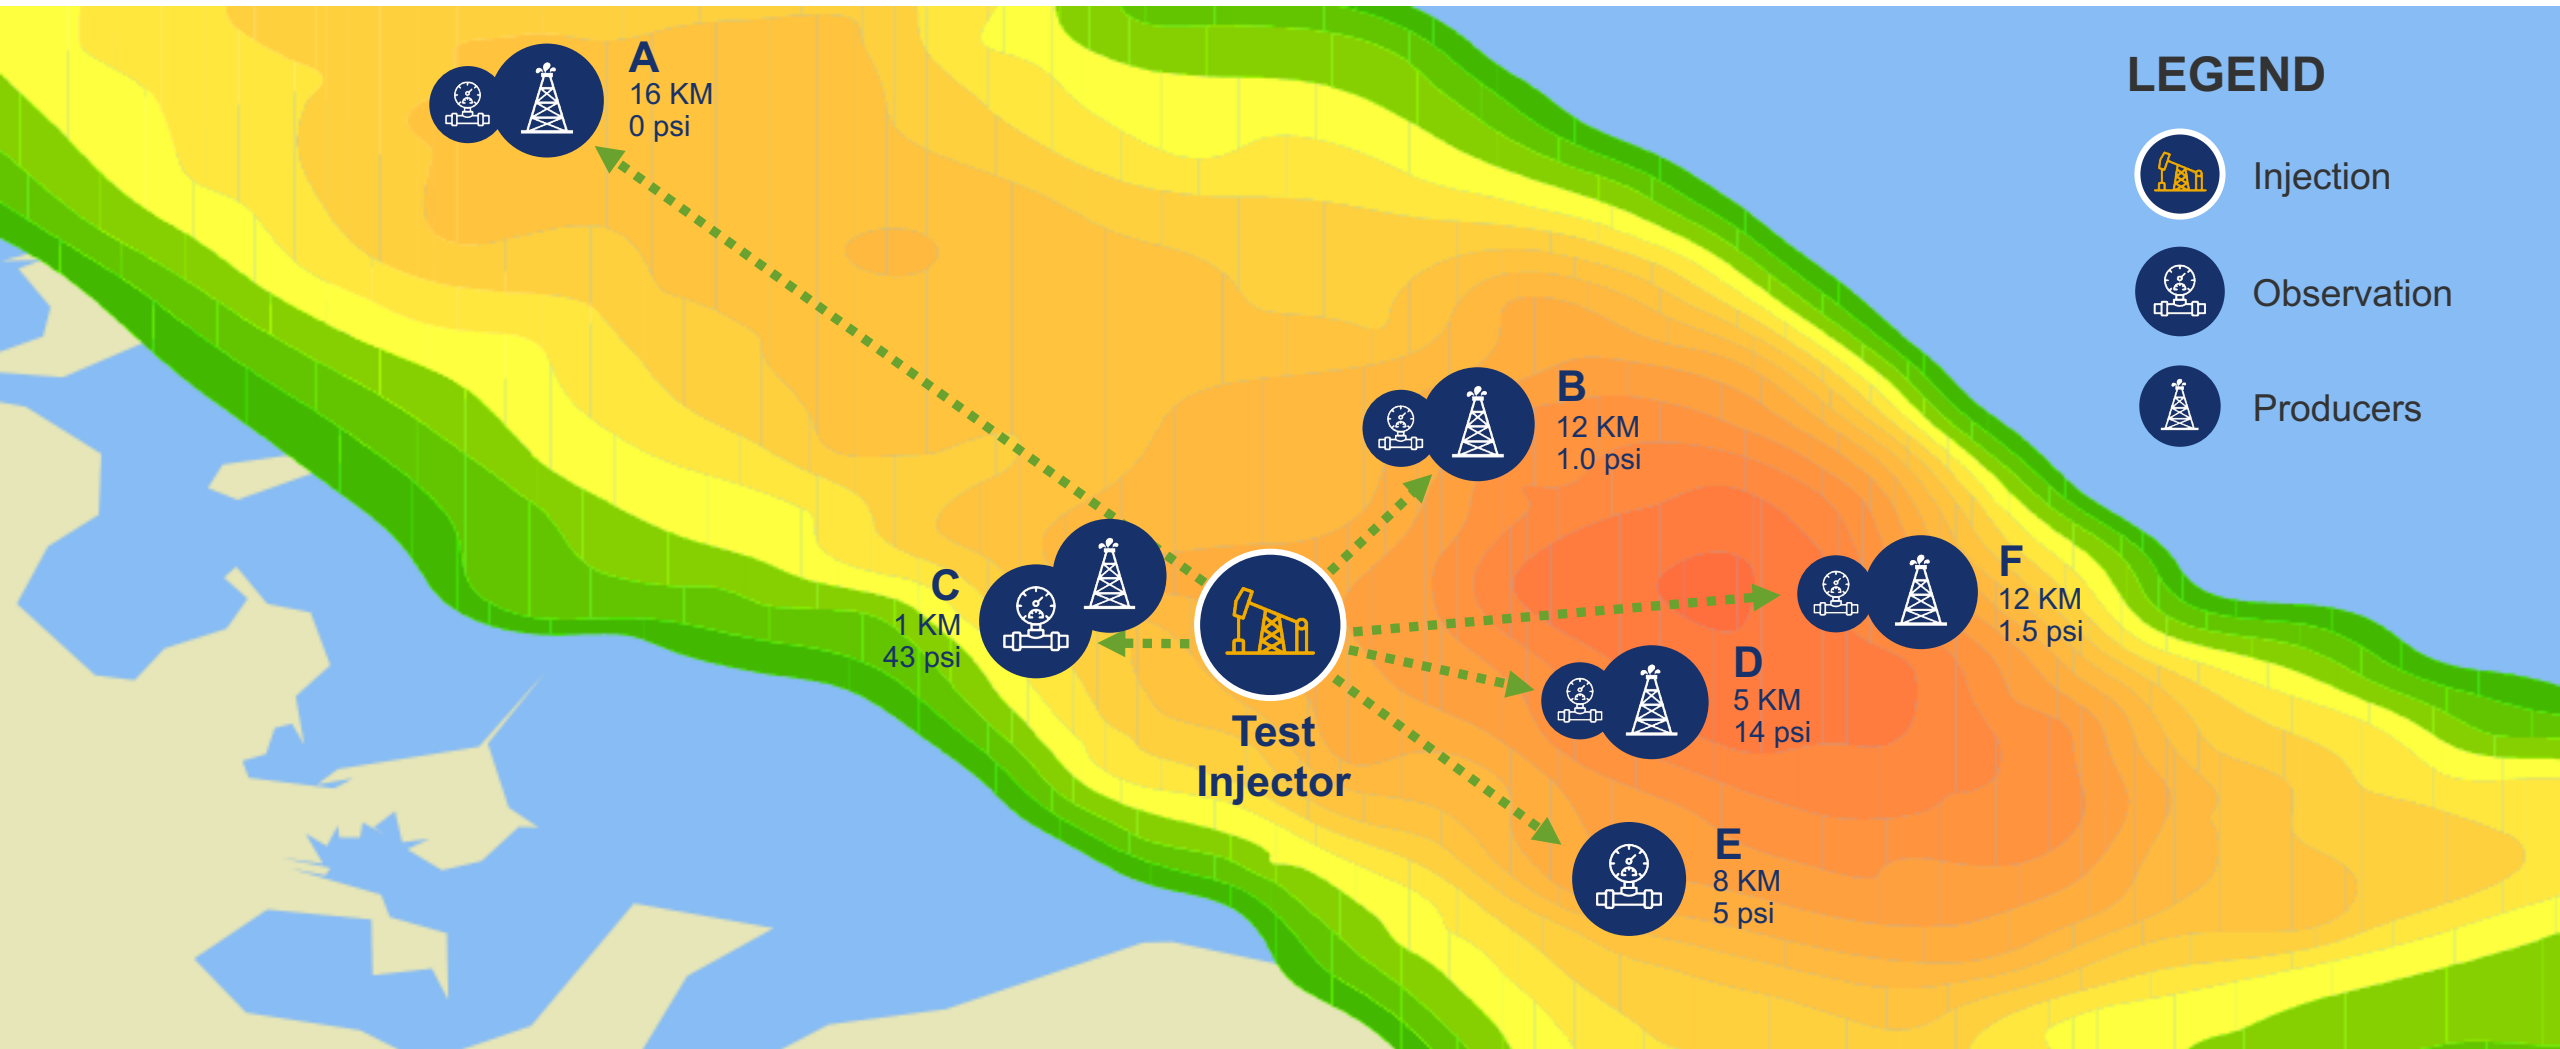 A
16 KM
0 psi
LEGEND
Injection
Observation
Producers
B
12 KM
1.0 psi
C
1 KM
43 psi
F
12 KM
1.5 psi
D
5 KM
14 psi
Test
Injector
E
8 KM
5 psi